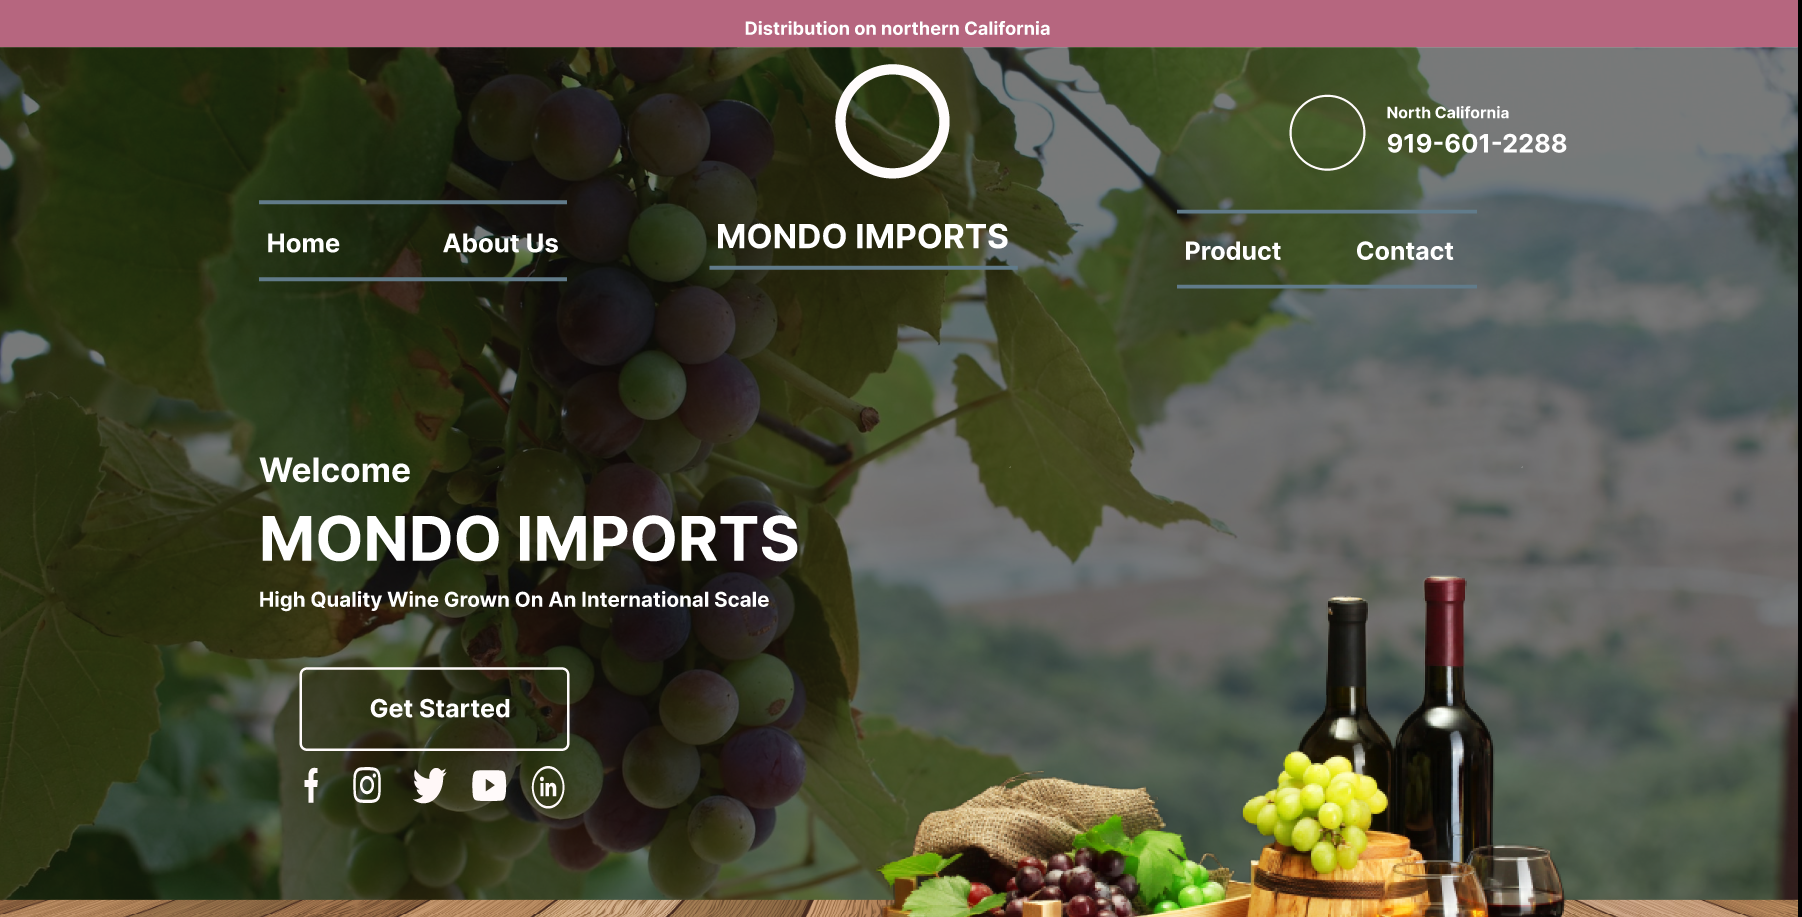 Distribution on northern California
North California
919-601-2288
Home
About Us
MONDO IMPORTS
Product
Contact
Welcome
MONDO IMPORTS
High Quality Wine Grown On An International Scale
Get Started
in